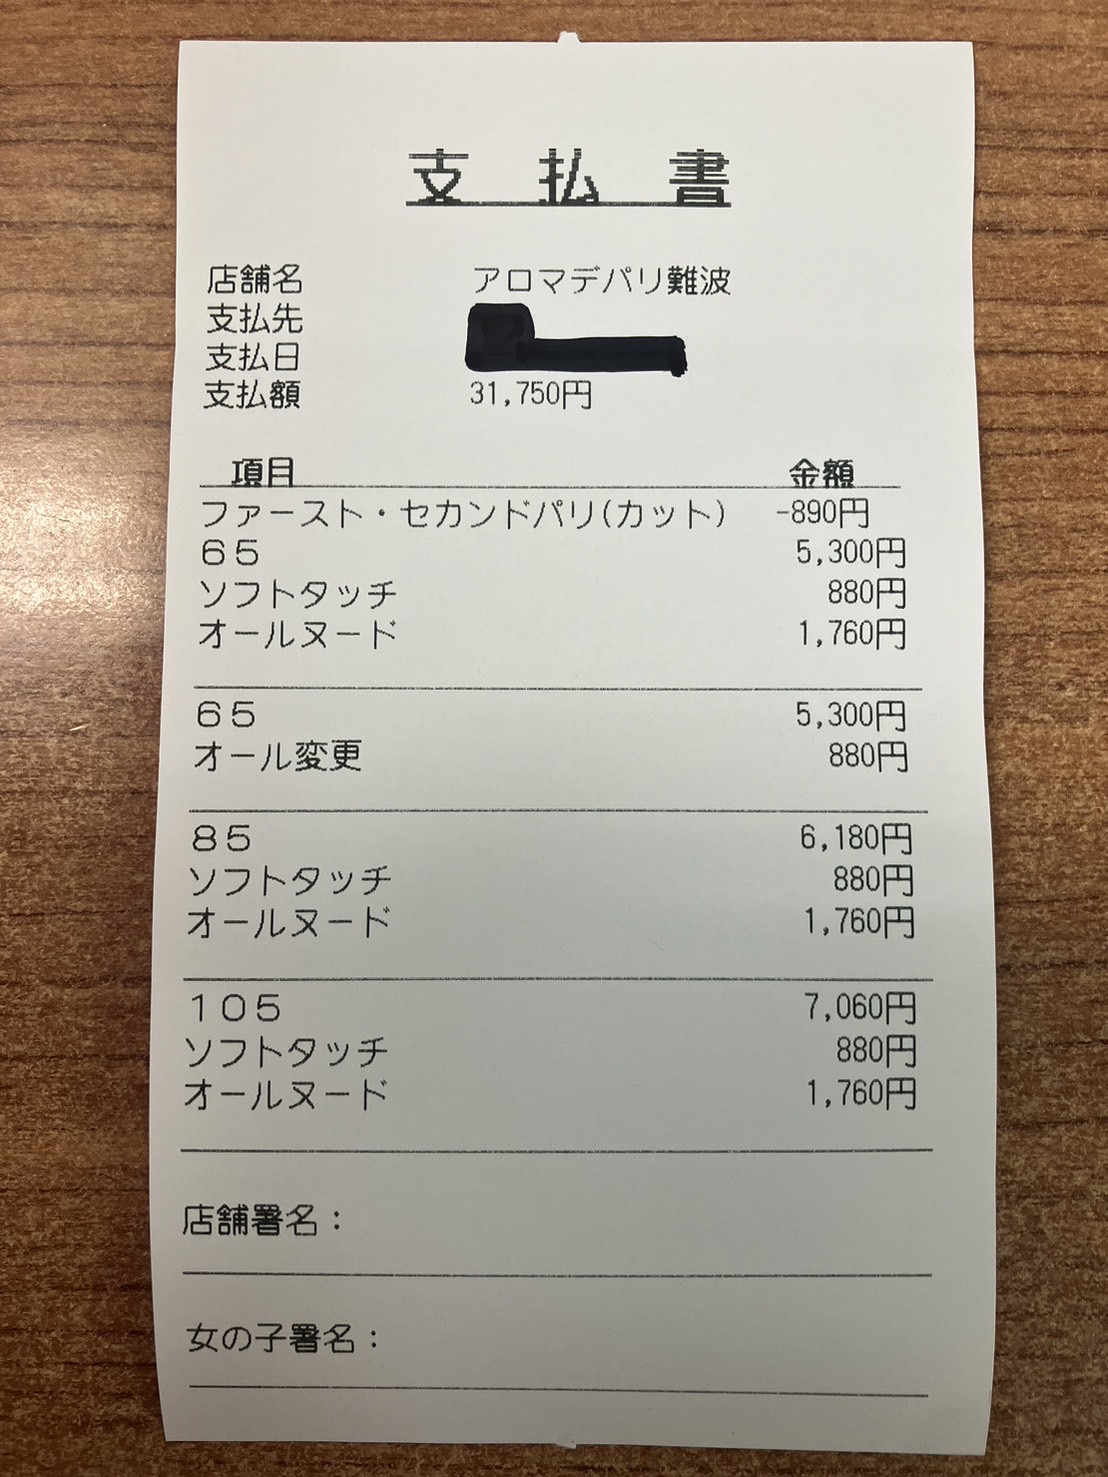 支払書
店舗名 アロマデパリ難波
支払先
支払日
支払額 31,750円
項目 金額
ファースト・セカンドパリ(カット) -890円
65 5,300円
ソフトタッチ 880円
オールヌード 1,760円
65 5,300円
オール変更 880円
85 6,180円
ソフトタッチ 880円
オールヌード 1,760円
105 7,060円
ソフトタッチ 880円
オールヌード 1,760円
店舗署名：
女の子署名：